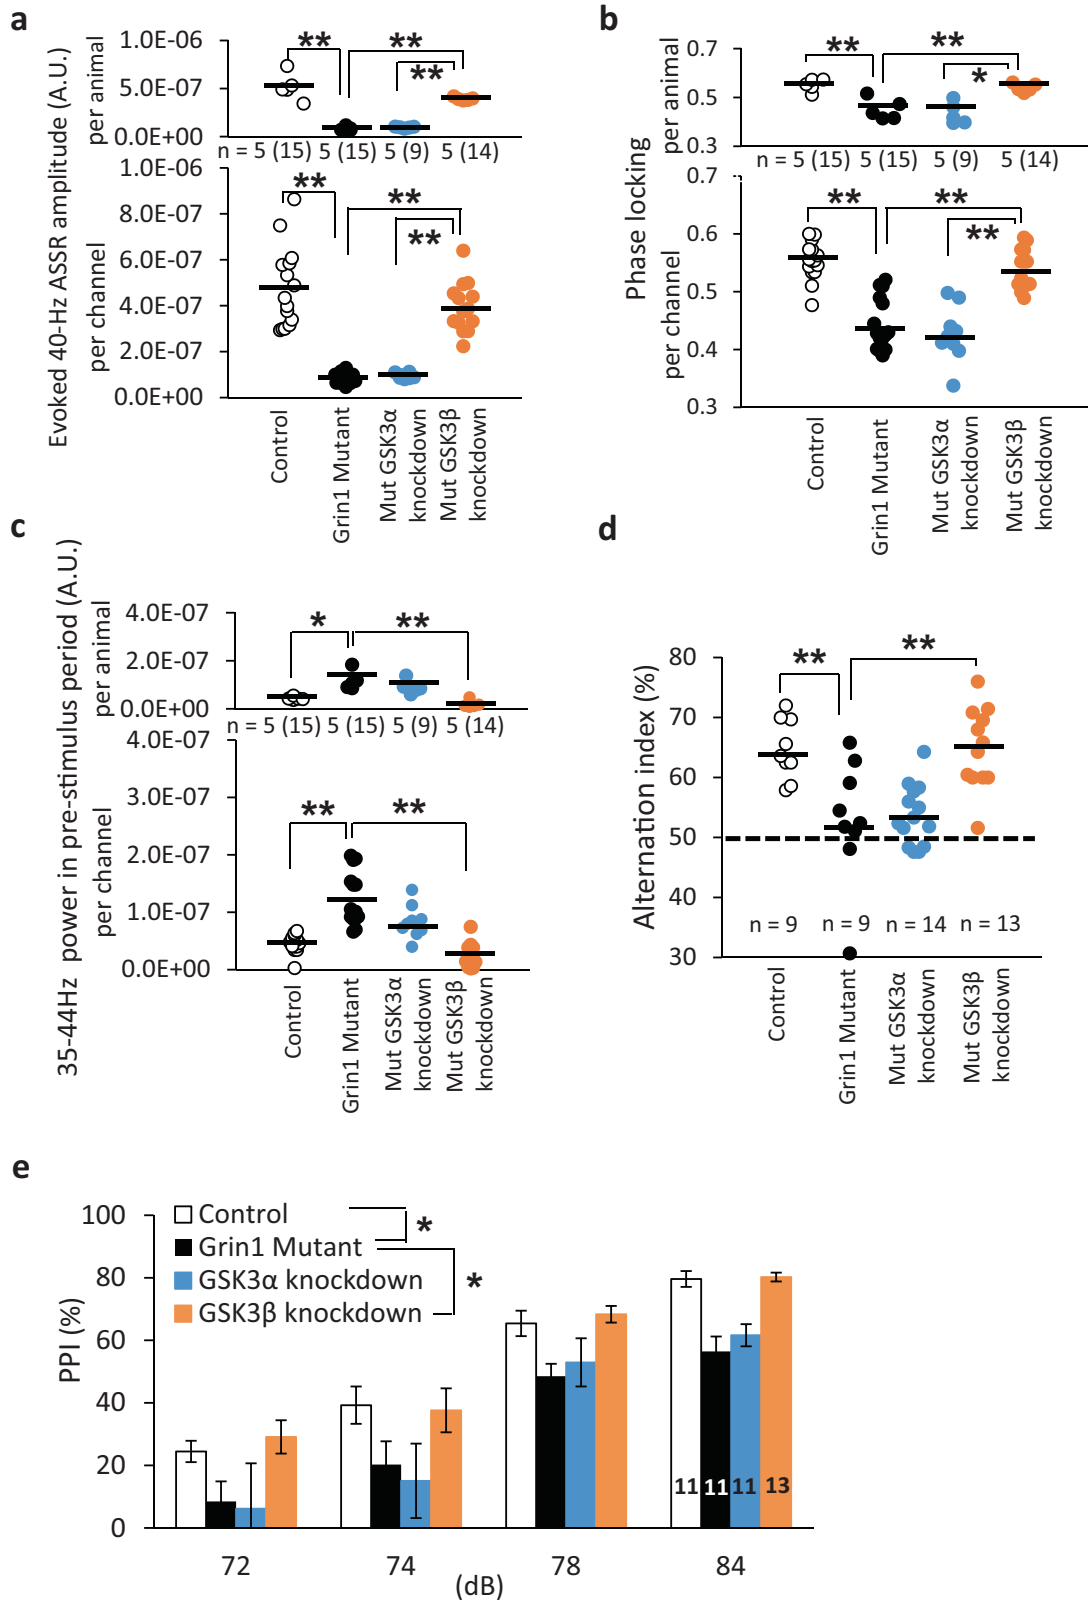 a
Evoked 40-Hz ASSR amplitude (A.U.)
per animal
1.0E-06
5.0E-07
0.0E+00
** ** **
n = 5 (15) 5 (15) 5 (9) 5 (14)
per channel
1.0E-06
8.0E-07
6.0E-07
4.0E-07
2.0E-07
0.0E+00
** ** **
Control
Grin1 Mutant
Mut GSK3α
knockdown
Mut GSK3β
knockdown
b
Phase locking
per animal
0.7
0.5
0.3
** ** *
n = 5 (15) 5 (15) 5 (9) 5 (14)
per channel
0.7
0.6
0.5
0.4
0.3
** ** **
Control
Grin1 Mutant
Mut GSK3α
knockdown
Mut GSK3β
knockdown
c
35-44Hz power in pre-stimulus period (A.U.)
per animal
4.0E-07
2.0E-07
0.0E+00
* **
n = 5 (15) 5 (15) 5 (9) 5 (14)
per channel
4.0E-07
3.0E-07
2.0E-07
1.0E-07
0.0E+00
** **
Control
Grin1 Mutant
Mut GSK3α
knockdown
Mut GSK3β
knockdown
d
Alternation index (%)
80
70
60
50
40
30
** **
n = 9 n = 9 n = 14 n = 13
Control
Grin1 Mutant
Mut GSK3α
knockdown
Mut GSK3β
knockdown
e
PPI (%)
100
80
60
40
20
0
Control
Grin1 Mutant
GSK3α knockdown
GSK3β knockdown
*
*
11 11 11 13
72 74 78 84
(dB)